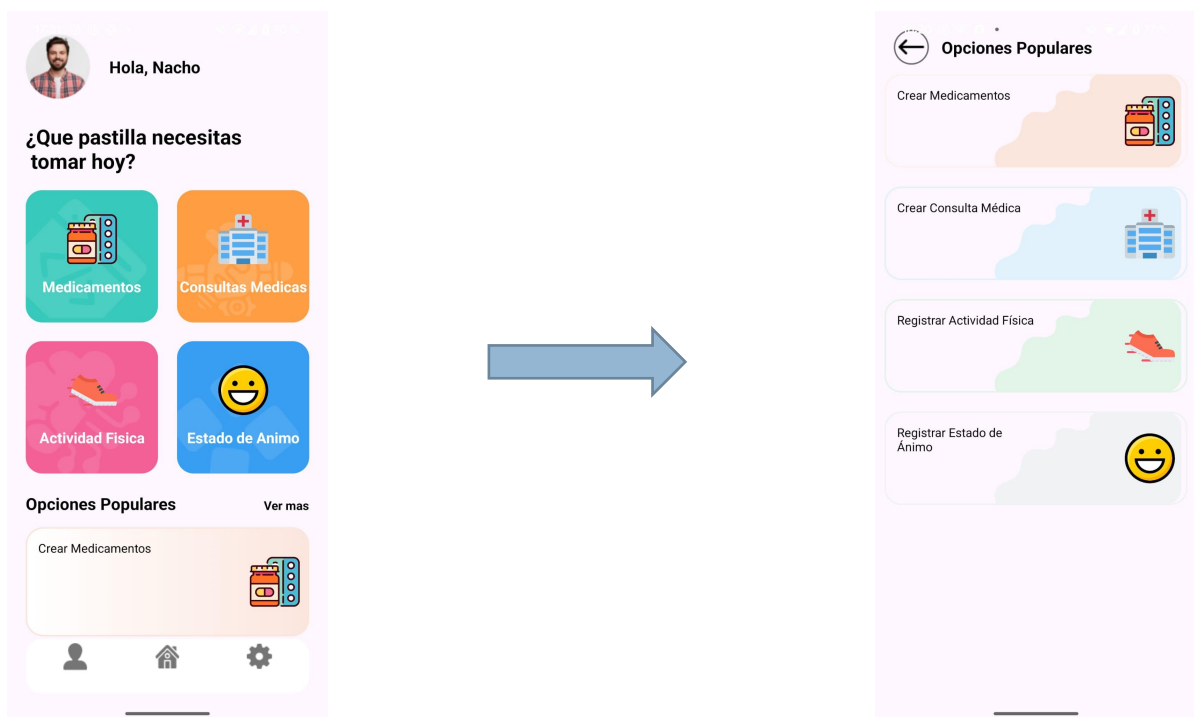 Hola, Nacho
¿Que pastilla necesitas
tomar hoy?
Medicamentos
Consultas Medicas
Actividad Fisica
Estado de Animo
Opciones Populares
Ver mas
Crear Medicamentos
Opciones Populares
Crear Medicamentos
Crear Consulta Médica
Registrar Actividad Física
Registrar Estado de
Ánimo